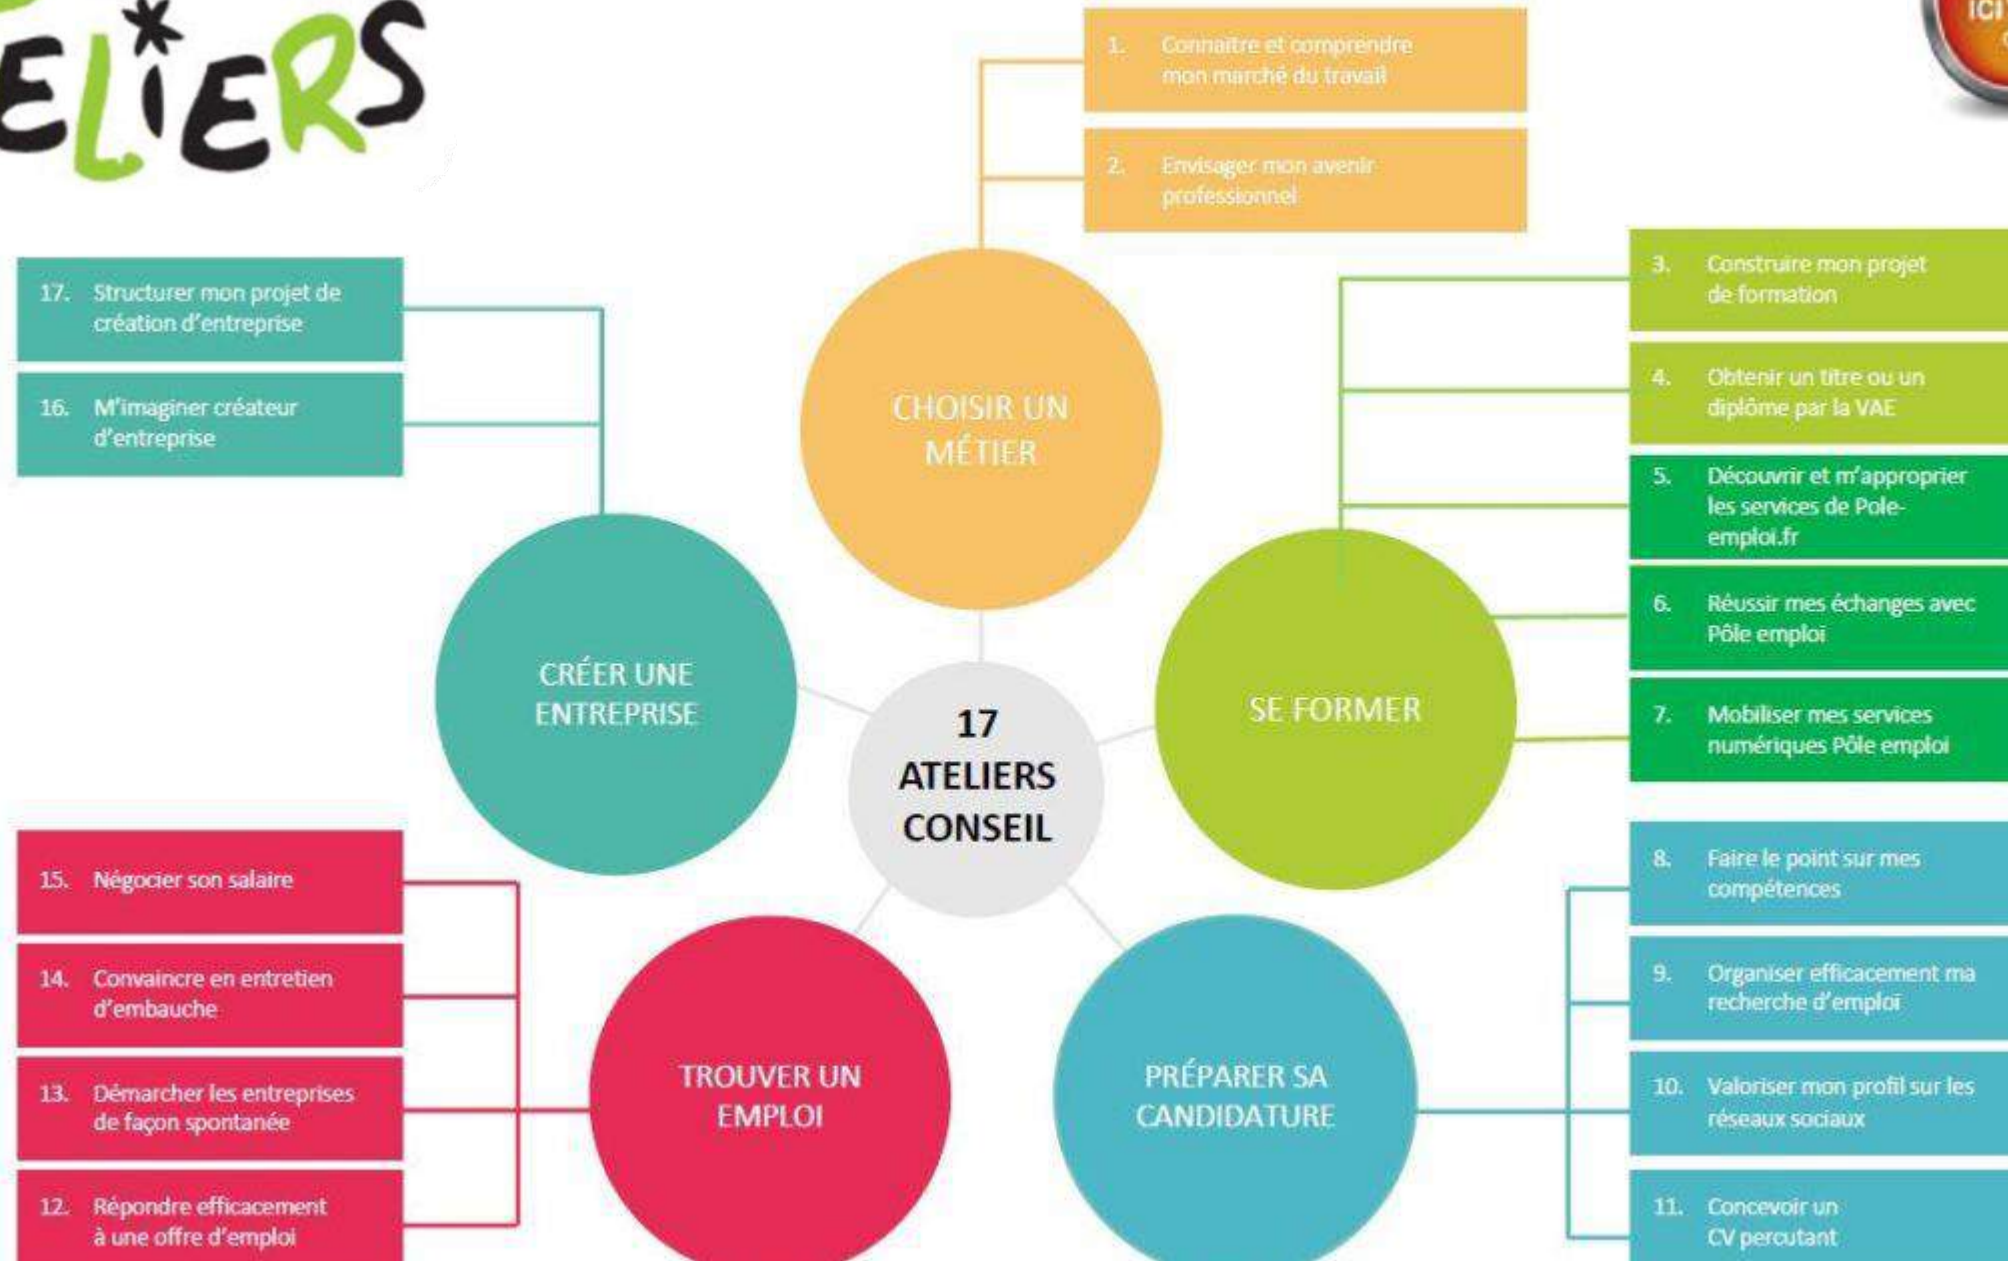 ELiERS
ICI
1. Connaître et comprendre
mon marché du travail
2. Envisager mon avenir
professionnel
CHOISIR UN
MÉTIER
3. Construire mon projet
de formation
4. Obtenir un titre ou un
diplôme par la VAE
5. Découvrir et m'approprier
les services de Pole-
emploi.fr
6. Réussir mes échanges avec
Pôle emploi
7. Mobiliser mes services
numériques Pôle emploi
SE FORMER
17
ATELIERS
CONSEIL
8. Faire le point sur mes
compétences
9. Organiser efficacement ma
recherche d'emploi
10. Valoriser mon profil sur les
réseaux sociaux
11. Concevoir un
CV percutant
PRÉPARER SA
CANDIDATURE
TROUVER UN
EMPLOI
15. Négocier son salaire
14. Convaincre en entretien
d'embauche
13. Démarcher les entreprises
de façon spontanée
12. Répondre efficacement
à une offre d'emploi
17. Structurer mon projet de
création d'entreprise
16. M'imaginer créateur
d'entreprise
CRÉER UNE
ENTREPRISE